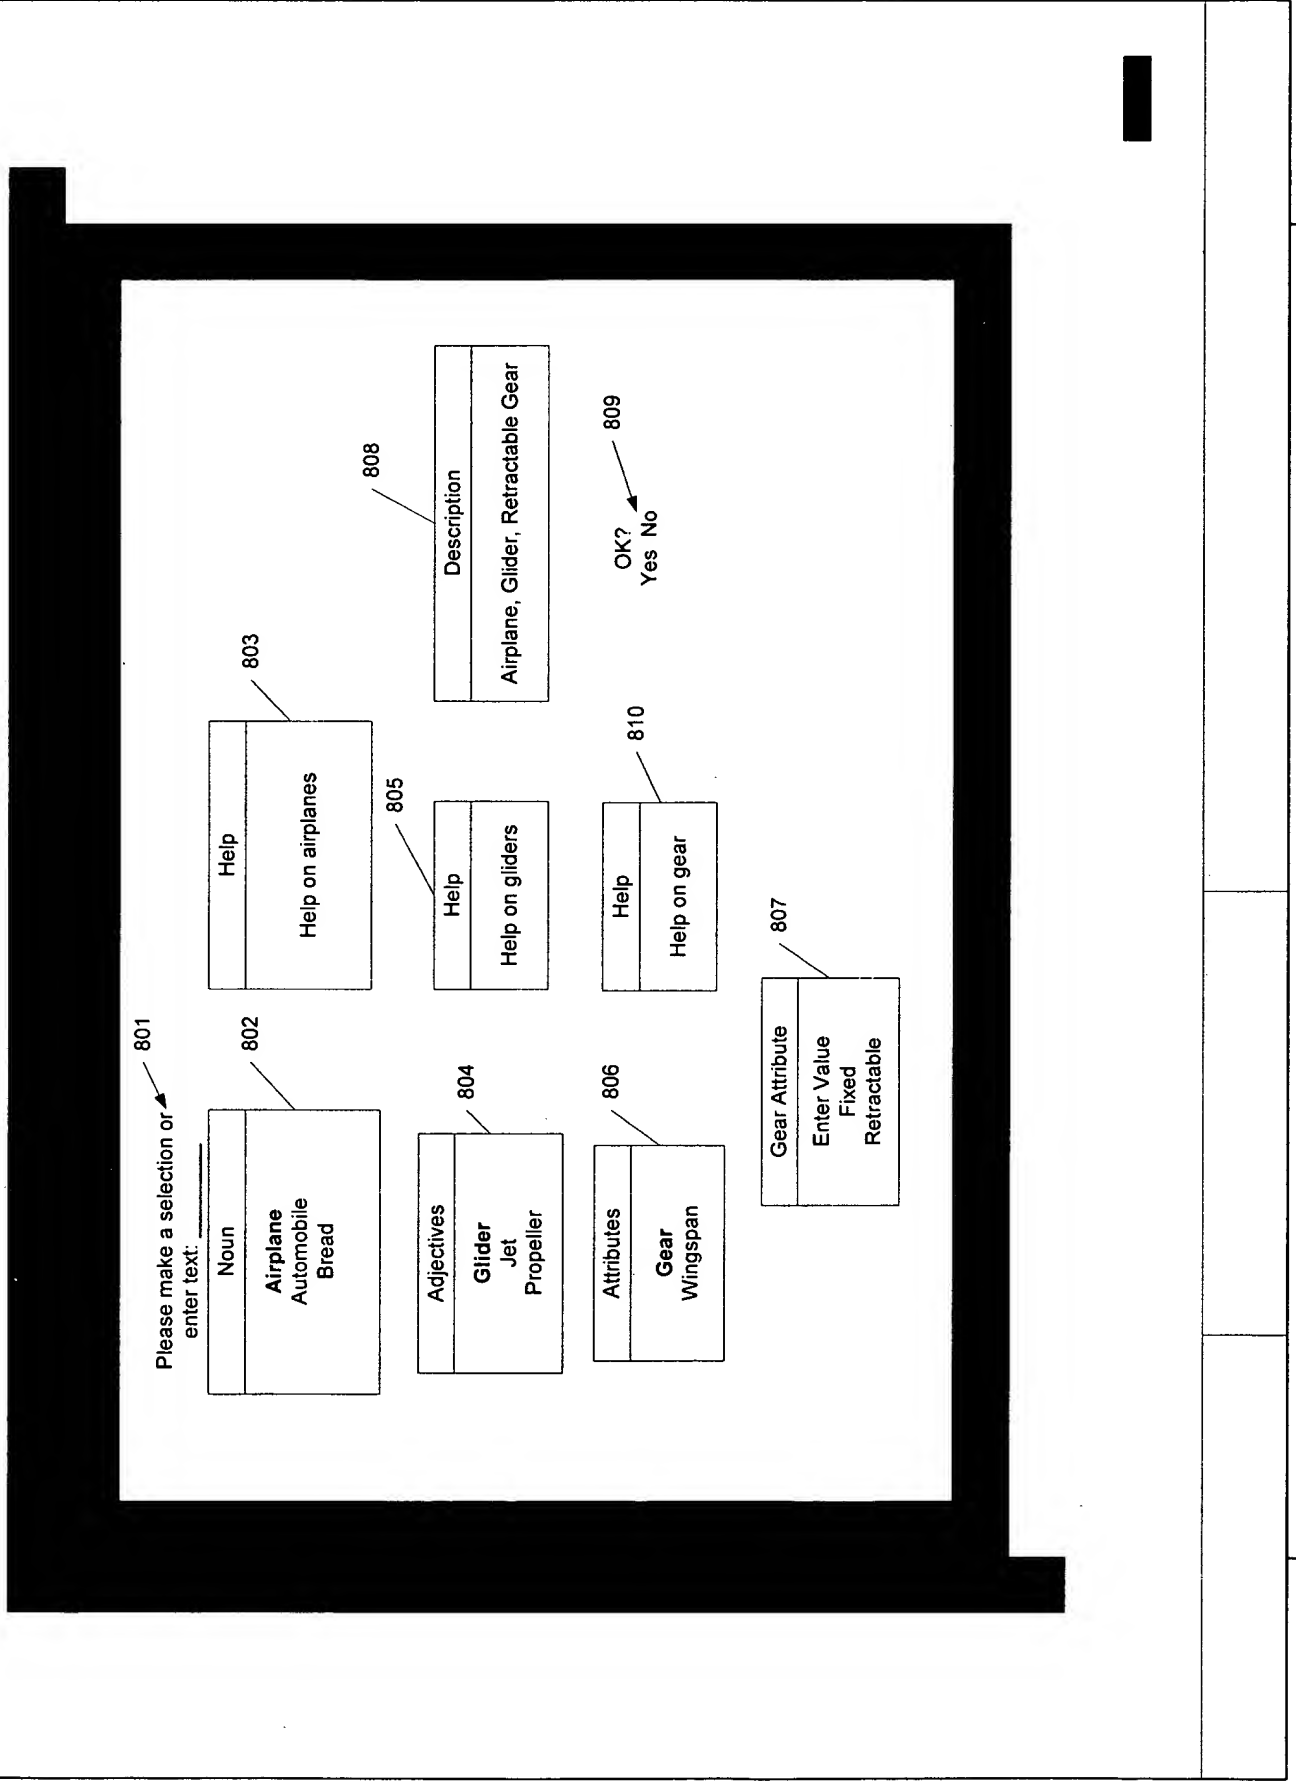 Please make a selection or
enter text:
801
Noun
Airplane
Automobile
Bread
802
Help
Help on airplanes
803
Adjectives
Glider
Jet
Propeller
804
Help
Help on gliders
805
Description
Airplane, Glider, Retractable Gear
808
Attributes
Gear
Wingspan
806
Help
Help on gear
810
OK?
Yes No
809
Gear Attribute
Enter Value
Fixed
Retractable
807